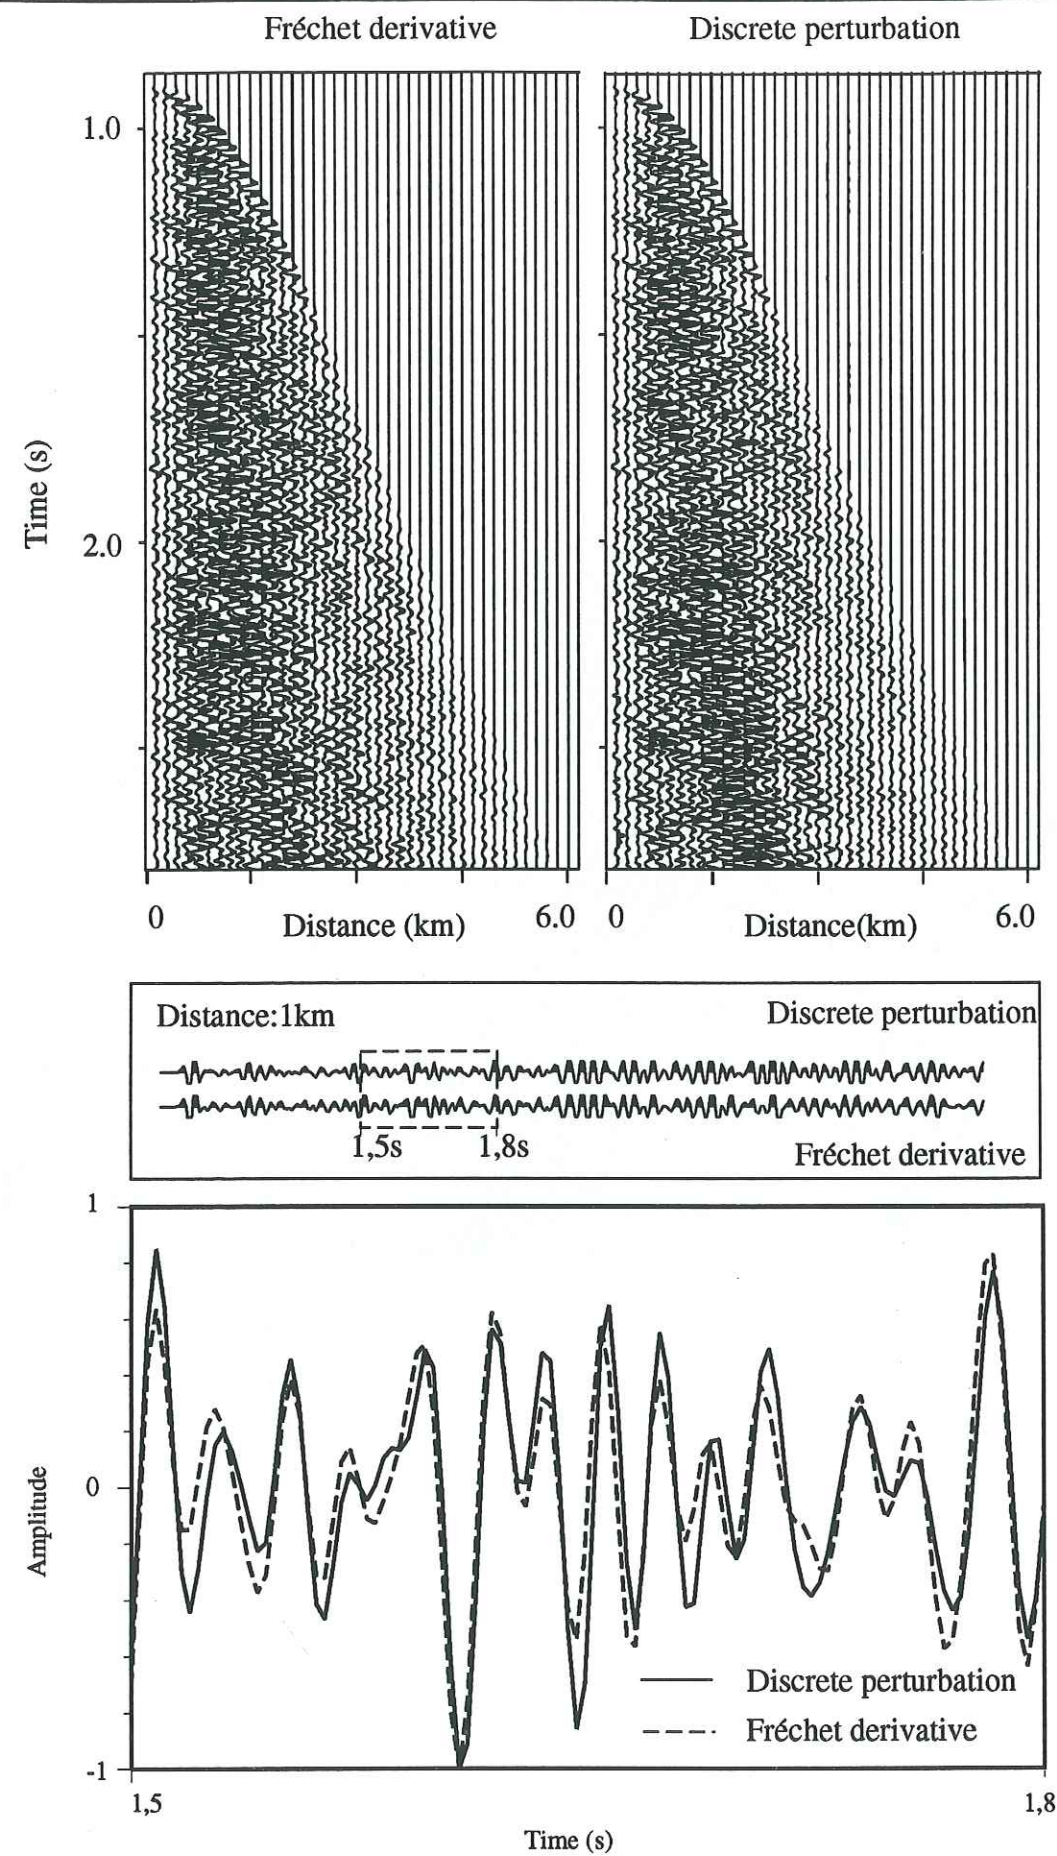 Fréchet derivative
Discrete perturbation
1.0
2.0
Time (s)
0
6.0
Distance (km)
0
6.0
Distance(km)
Distance:1km
Discrete perturbation
1,5s
1,8s
Fréchet derivative
1
0
-1
Amplitude
Discrete perturbation
Fréchet derivative
1,5
1,8
Time (s)